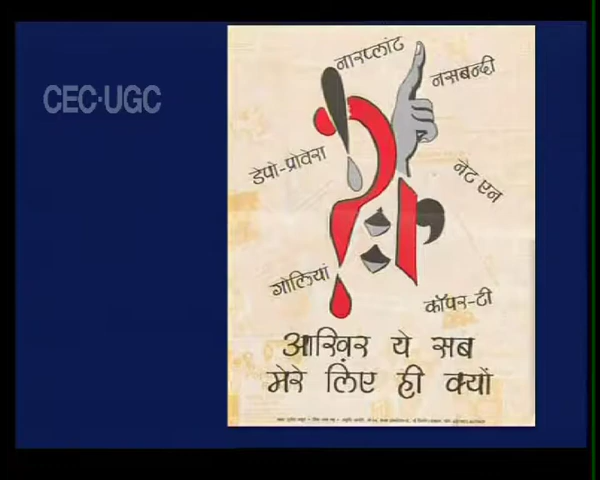 CEC-UGC
नारप्लांट
नसबन्दी
डेपो-प्रोवेरा
नेट एन
गोलियां
कॉपर-टी
आखिर ये सब
मेरे लिए ही क्यों